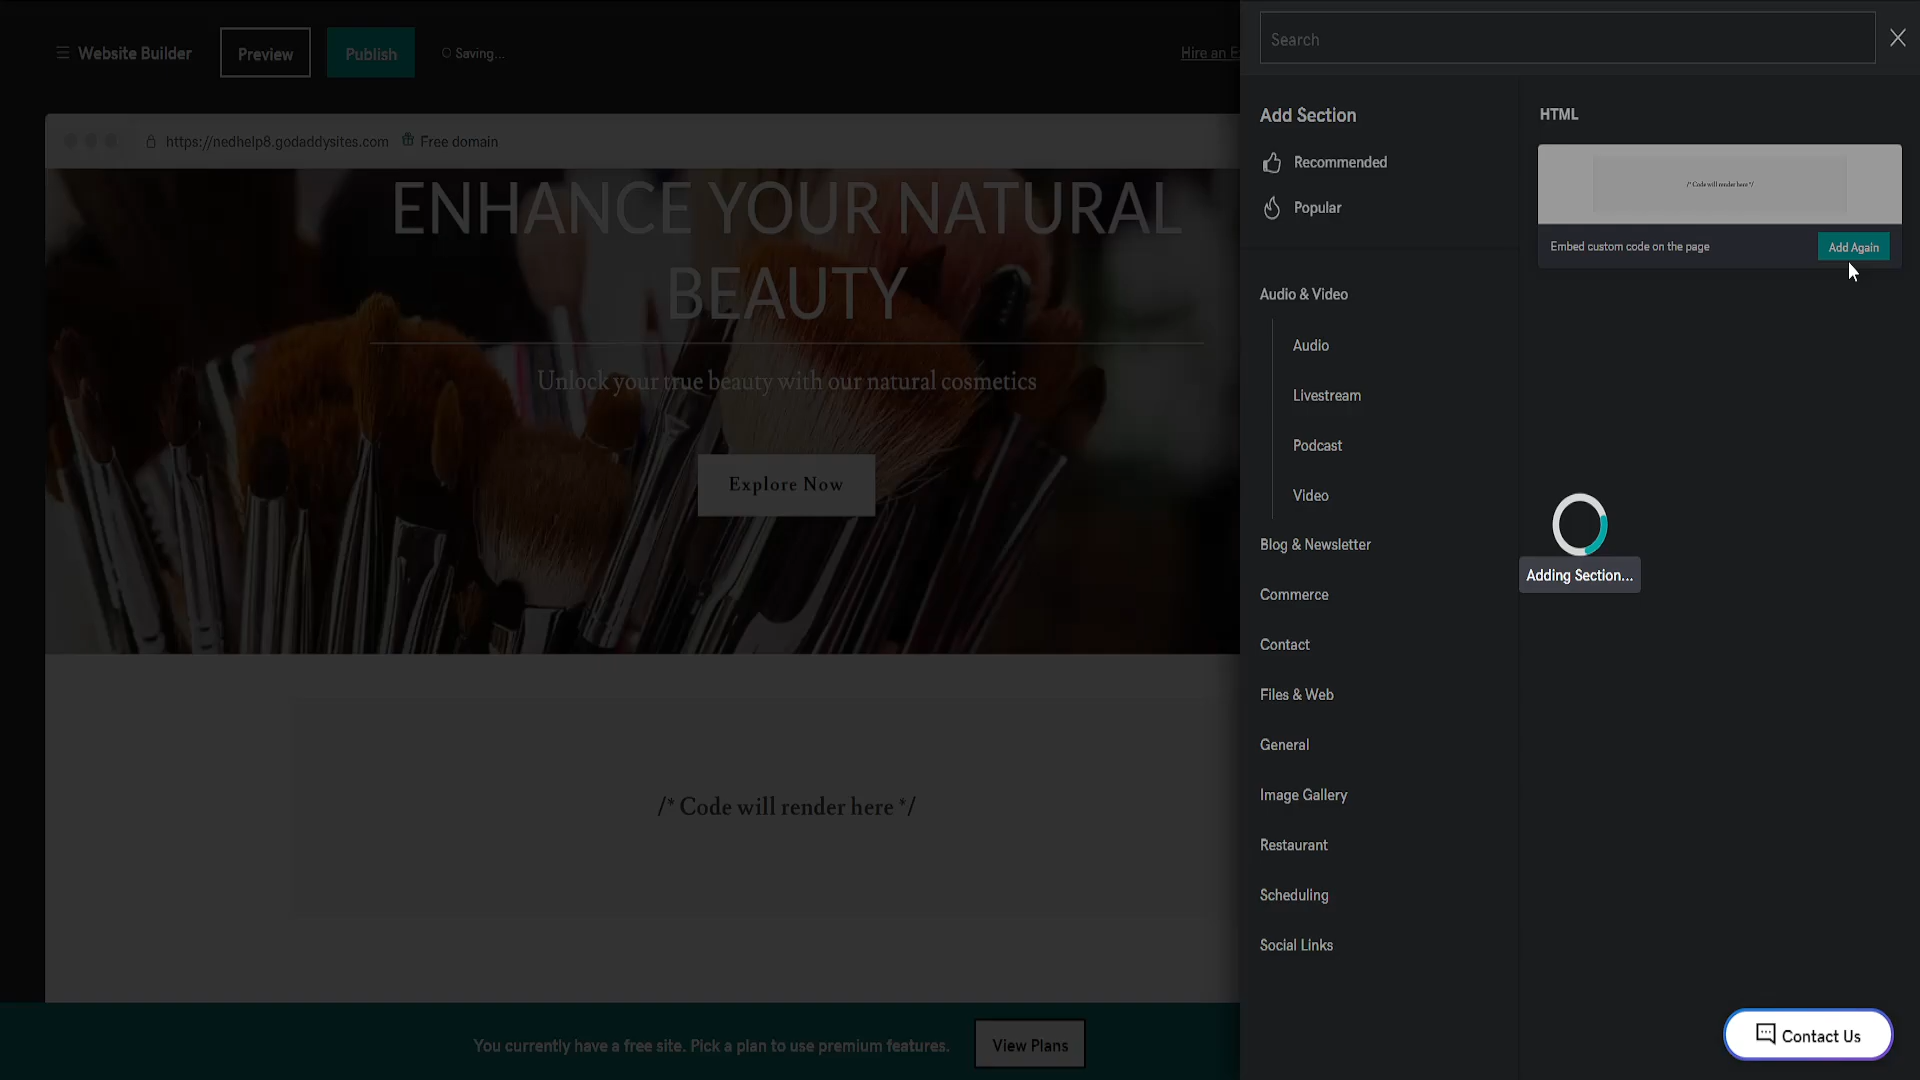 Website Builder
Preview
Publish
Saving...
Hire an E
Search
https://nedhelp8.godaddysites.com
Free domain
ENHANCE YOUR NATURAL
BEAUTY
Unlock your true beauty with our natural cosmetics
Explore Now
/* Code will render here */
You currently have a free site. Pick a plan to use premium features.
View Plans
Add Section
Recommended
Popular
Audio & Video
Audio
Livestream
Podcast
Video
Blog & Newsletter
Commerce
Contact
Files & Web
General
Image Gallery
Restaurant
Scheduling
Social Links
HTML
/* Code will render here */
Embed custom code on the page
Add Again
Adding Section...
Contact Us